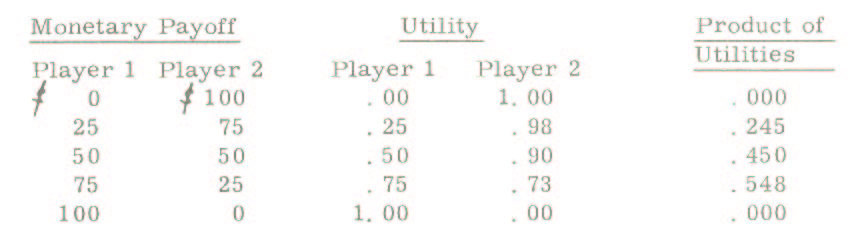 Monetary Payoff Utility Product of
Utilities
Player 1 Player 2 Player 1 Player 2
0 100 .00 1.00 .000
25 75 .25 .98 .245
50 50 .50 .90 .450
75 25 .75 .73 .548
100 0 1.00 .00 .000